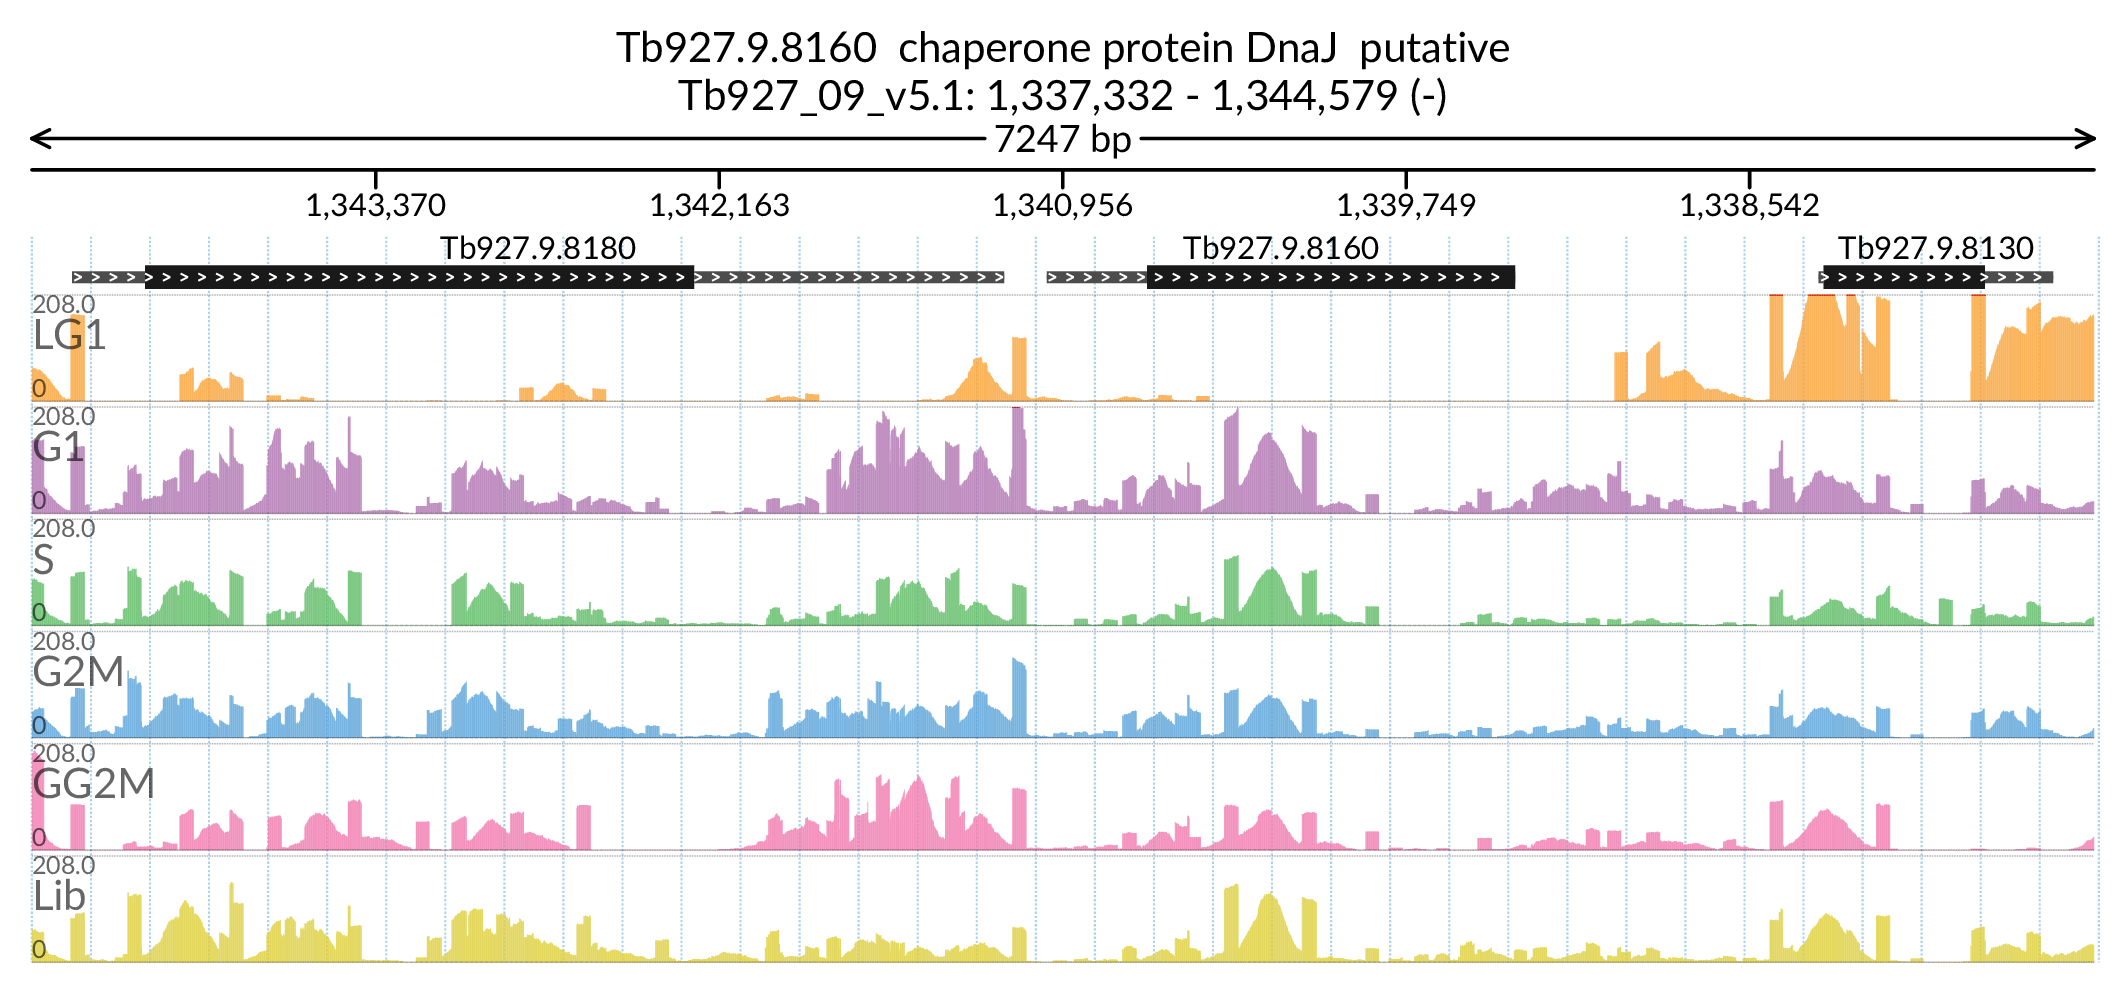 Tb927.9.8160  chaperone protein DnaJ  putative
Tb927_09_v5.1: 1,337,332 - 1,344,579 (-)
7247 bp
1,343,370 1,342,163 1,340,956 1,339,749 1,338,542
Tb927.9.8180 Tb927.9.8160 Tb927.9.8130
208.0
LG1
0
208.0
G1
0
208.0
S
0
208.0
G2M
0
208.0
GG2M
0
208.0
Lib
0